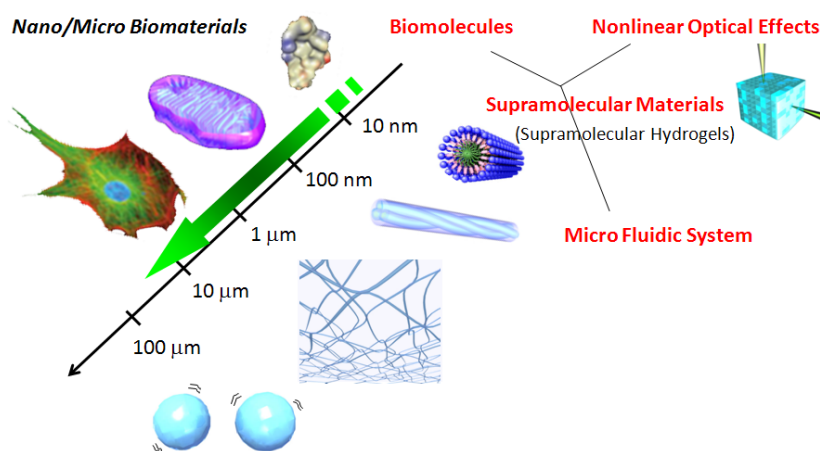 Nano/Micro Biomaterials
Biomolecules
Nonlinear Optical Effects
Supramolecular Materials
(Supramolecular Hydrogels)
Micro Fluidic System
10 nm
100 nm
1 μm
10 μm
100 μm